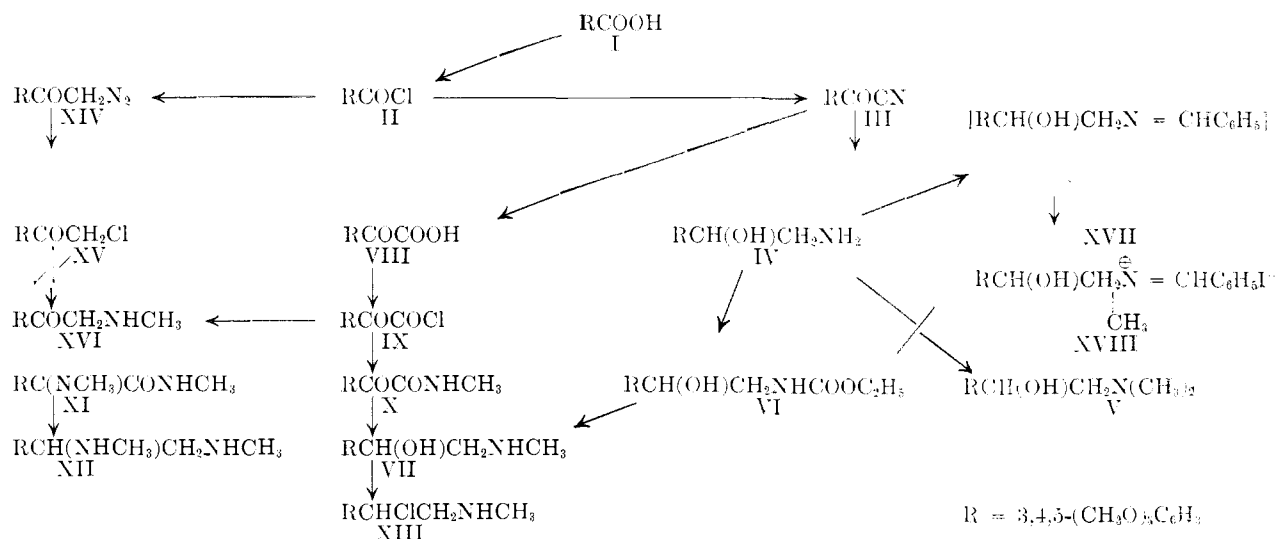 RCOOH
I
RCOCHN₂
XIV
RCOCl
II
RCOCN
III
[RCH(OH)CH₂N = CHC₆H₅]
XVII
RCOCH₂Cl
XV
RCOCOOH
VIII
RCH(OH)CH₂NH₂
IV
RCH(OH)CH₂N⊕ = CHC₆H₅I⁻
CH₃
XVIII
RCOCH₂NHCH₃
XVI
RCOCOCl
IX
RC(NCH₃)CONHCH₃
XI
RCOCONHCH₃
X
RCH(OH)CH₂NHCOOC₂H₅
VI
RCH(OH)CH₂N(CH₃)₂
V
RCH(NHCH₃)CH₂NHCH₃
XII
RCH(OH)CH₂NHCH₃
VII
RCHClCH₂NHCH₃
XIII
R = 3,4,5-(CH₃O)₃C₆H₂